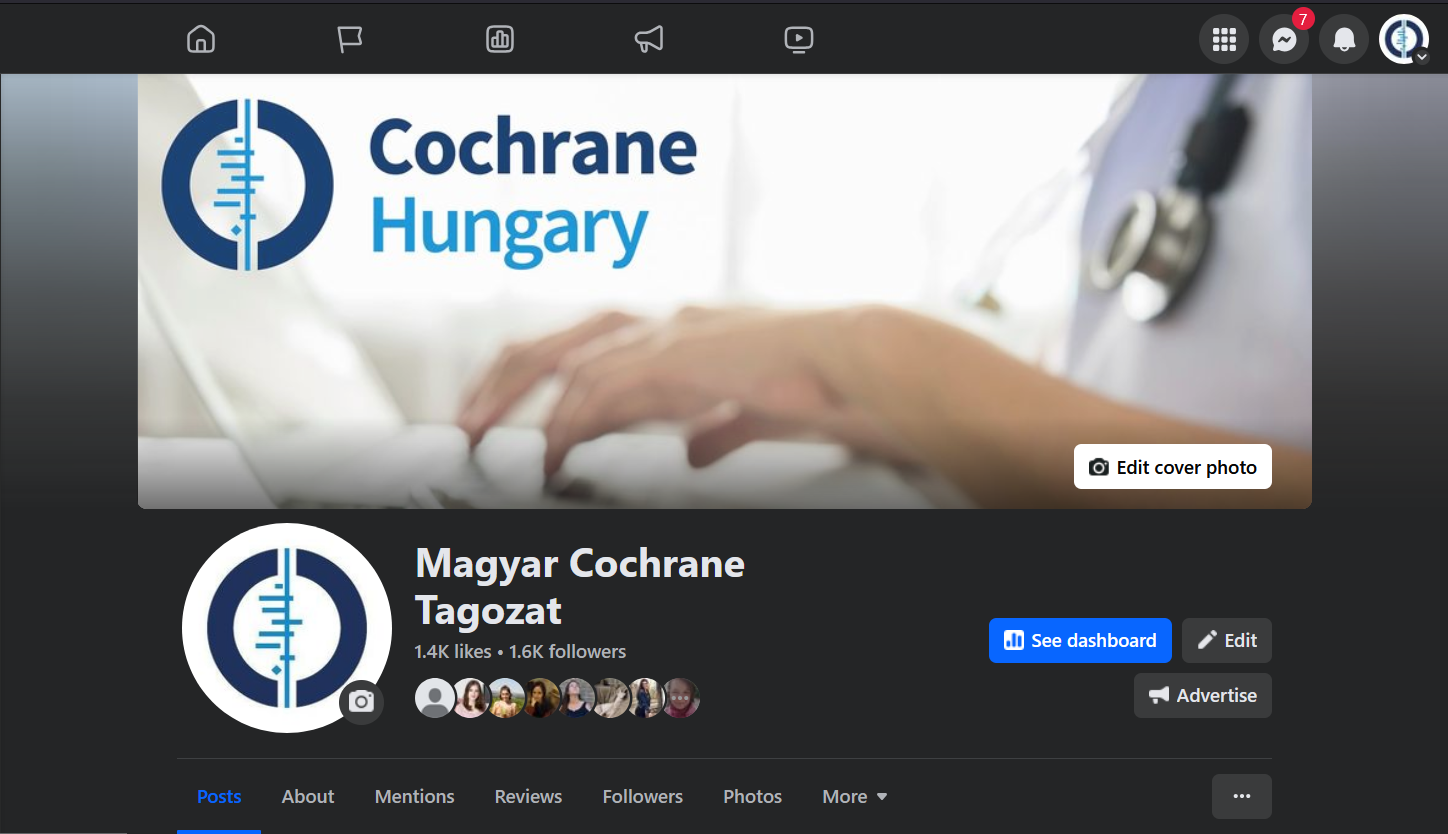 7
Cochrane
Hungary
Edit cover photo
Magyar Cochrane
Tagozat
1.4K likes • 1.6K followers
See dashboard
Edit
Advertise
Posts
About
Mentions
Reviews
Followers
Photos
More